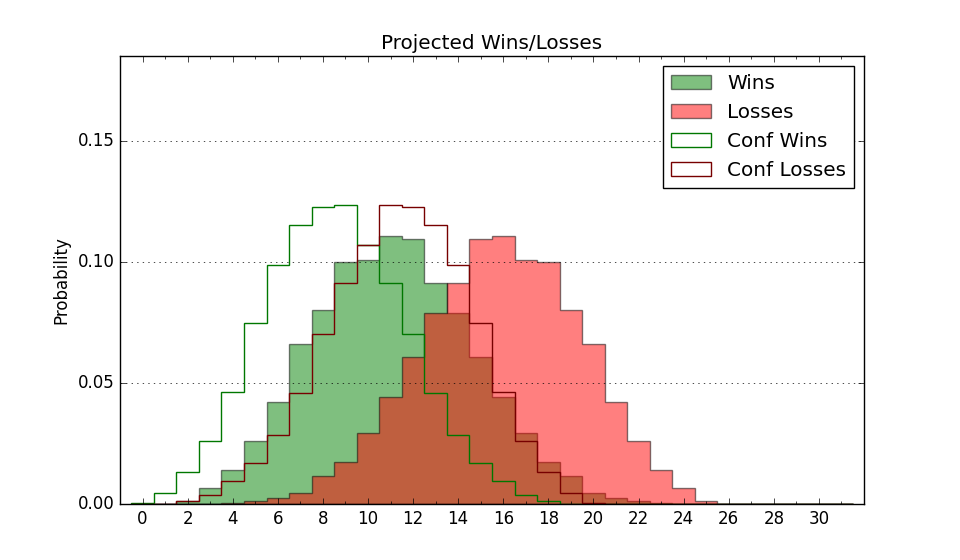 Projected Wins/Losses
Wins
Losses
Conf Wins
Conf Losses
Probability
0.15
0.10
0.05
0.00
0 2 4 6 8 10 12 14 16 18 20 22 24 26 28 30